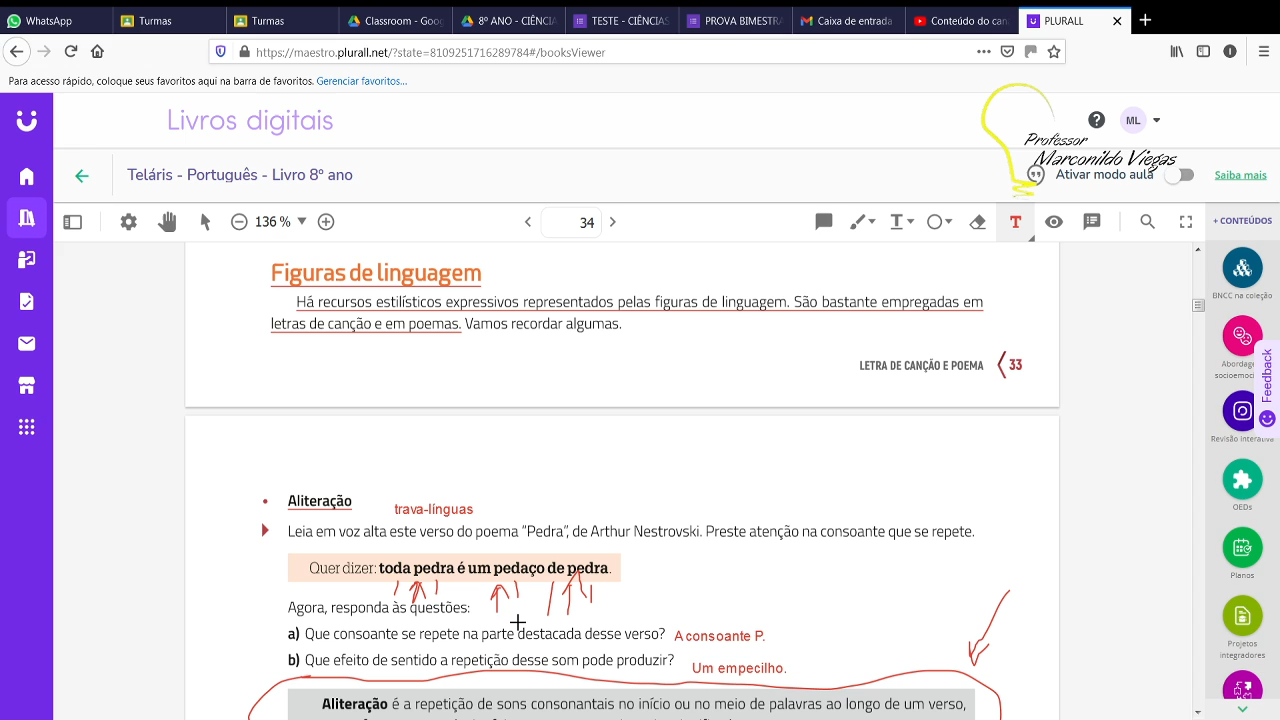 WhatsApp
Turmas
Turmas
Classroom - Goog
8º ANO - CIÊNCIA
TESTE - CIÊNCIAS
PROVA BIMESTRA
Caixa de entrada
Conteúdo do can
PLURALL
https://maestro.plurall.net/?state=8109251716289784#/booksViewer
Para acesso rápido, coloque seus favoritos aqui na barra de favoritos. Gerenciar favoritos...
Livros digitais
ML
Professor
Marconildo Viegas
Teláris - Português - Livro 8º ano
Ativar modo aula
Saiba mais
136 %
34
T
T
+ CONTEÚDOS
Figuras de linguagem
Há recursos estilísticos expressivos representados pelas figuras de linguagem. São bastante empregadas em
letras de canção e em poemas. Vamos recordar algumas.
LETRA DE CANÇÃO E POEMA 33
BNCC na coleção
Abordage
socioemoc
Feedback
Revisão interativa
OEDs
Planos
Projetos
integradores
• Aliteração
trava-línguas
Leia em voz alta este verso do poema “Pedra”, de Arthur Nestrovski. Preste atenção na consoante que se repete.
Quer dizer: toda pedra é um pedaço de pedra.
Agora, responda às questões:
a) Que consoante se repete na parte destacada desse verso? A consoante P.
b) Que efeito de sentido a repetição desse som pode produzir? Um empecilho.
Aliteração é a repetição de sons consonantais no início ou no meio de palavras ao longo de um verso,